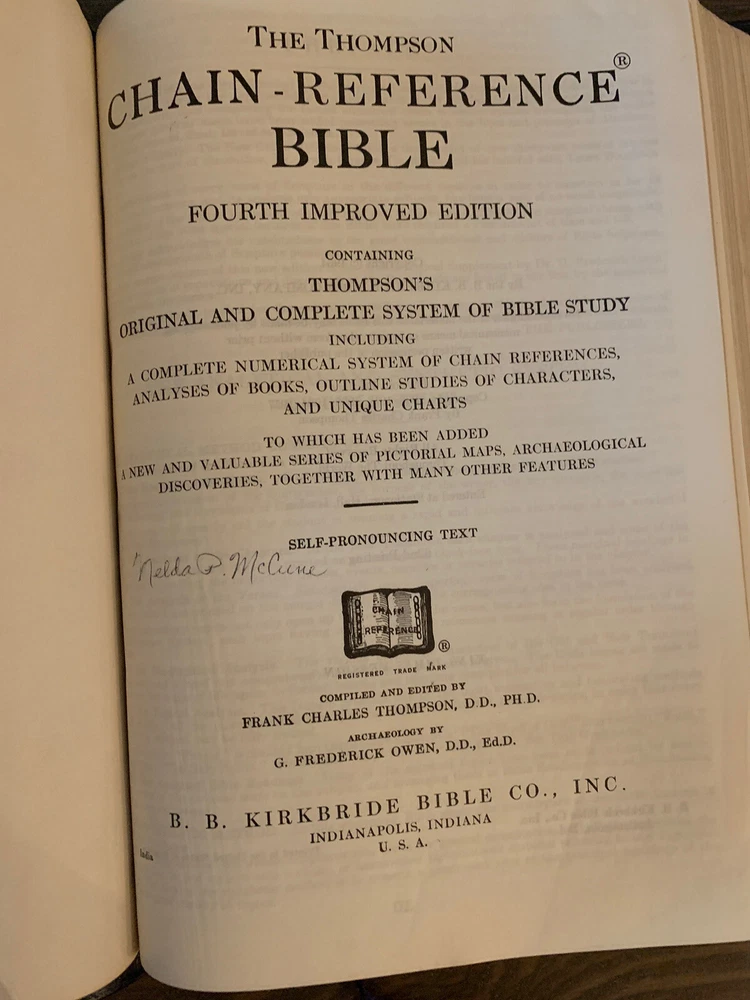 THE THOMPSON
CHAIN-REFERENCE®
BIBLE
FOURTH IMPROVED EDITION
CONTAINING
THOMPSON'S
ORIGINAL AND COMPLETE SYSTEM OF BIBLE STUDY
INCLUDING
A COMPLETE NUMERICAL SYSTEM OF CHAIN REFERENCES,
ANALYSES OF BOOKS, OUTLINE STUDIES OF CHARACTERS,
AND UNIQUE CHARTS
TO WHICH HAS BEEN ADDED
A NEW AND VALUABLE SERIES OF PICTORIAL MAPS, ARCHAEOLOGICAL
DISCOVERIES, TOGETHER WITH MANY OTHER FEATURES
SELF-PRONOUNCING TEXT
Nelda P. McCune
CHAIN
REFERENCE
®
REGISTERED TRADE MARK
COMPILED AND EDITED BY
FRANK CHARLES THOMPSON, D.D., PH.D.
ARCHAEOLOGY BY
G. FREDERICK OWEN, D.D., Ed.D.
B. B. KIRKBRIDE BIBLE CO., INC.
INDIANAPOLIS, INDIANA
U. S. A.
India